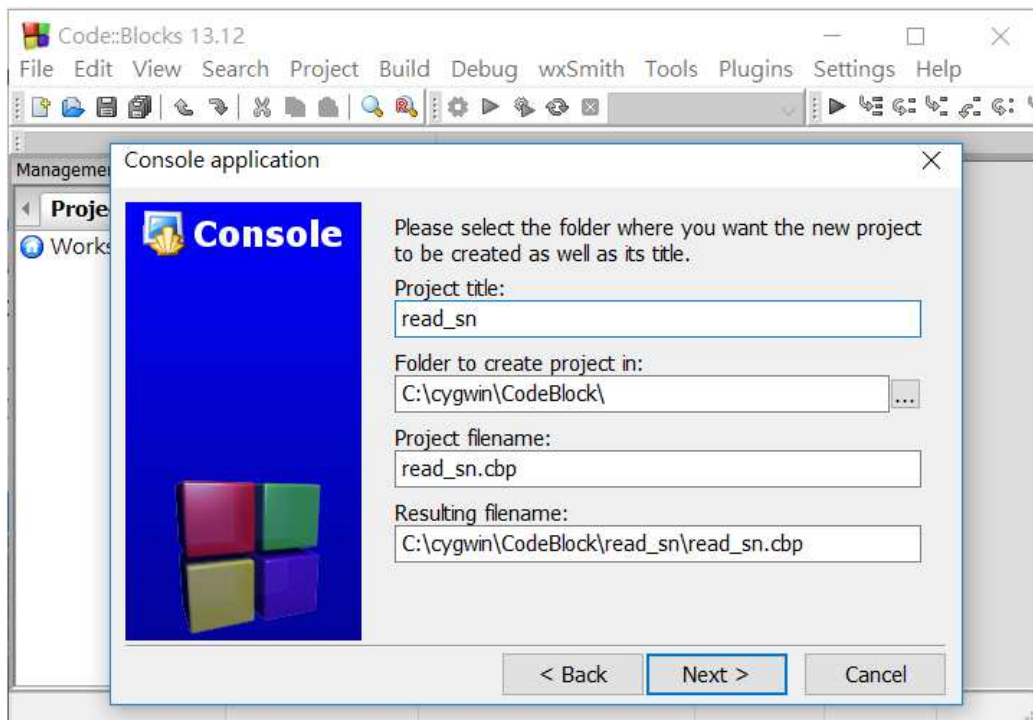 Code::Blocks 13.12
File Edit View Search Project Build Debug wxSmith Tools Plugins Settings Help
Console application
Console
Please select the folder where you want the new project
to be created as well as its title.
Project title:
read_sn
Folder to create project in:
C:\cygwin\CodeBlock\
...
Project filename:
read_sn.cbp
Resulting filename:
C:\cygwin\CodeBlock\read_sn\read_sn.cbp
< Back Next > Cancel
Manageme
Proje
Works